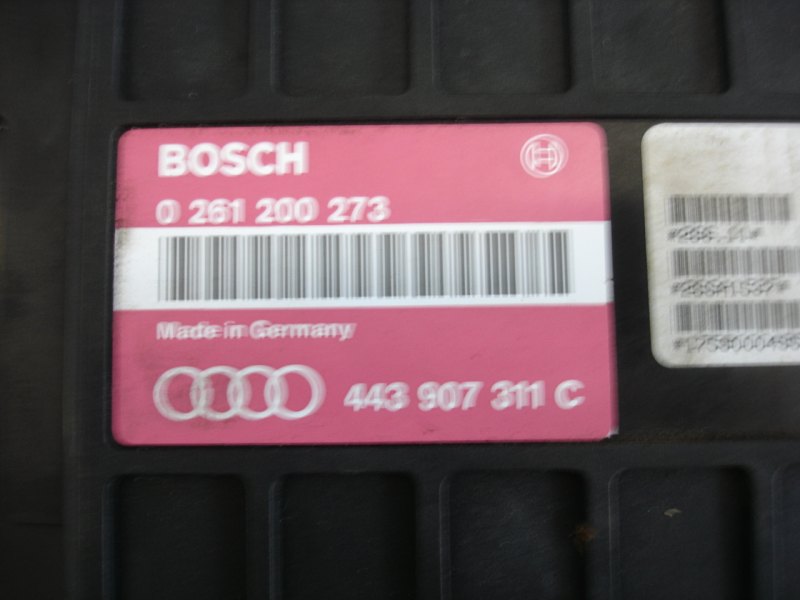 BOSCH
0 261 200 273
Made in Germany
443 907 311 C